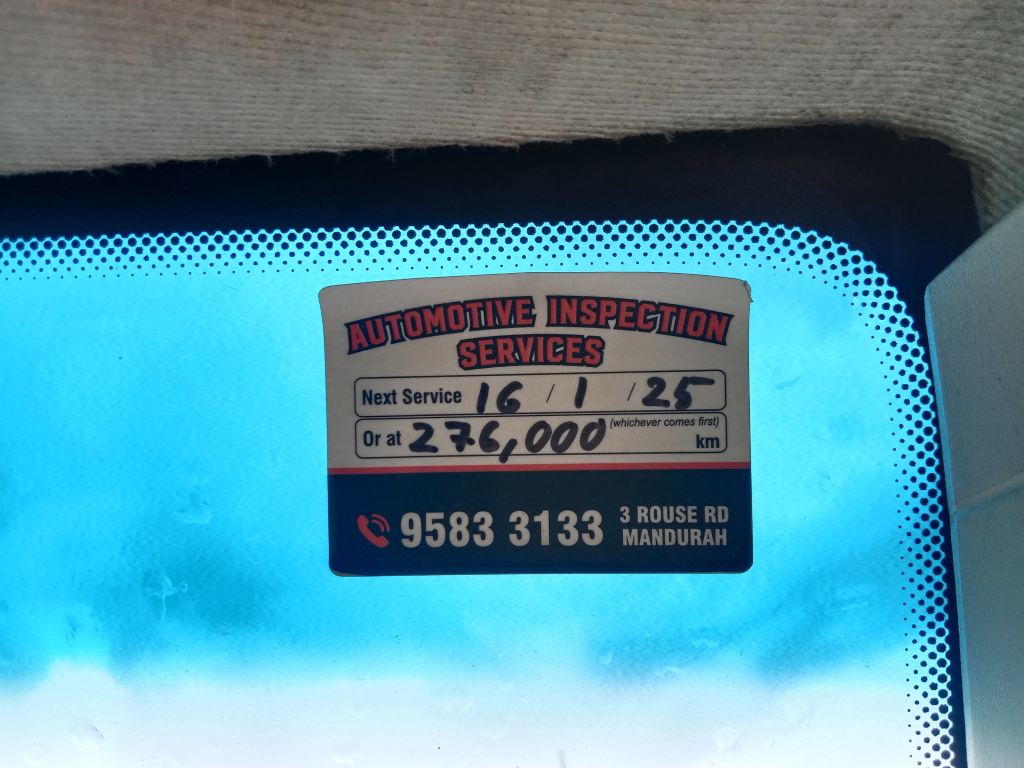 AUTOMOTIVE INSPECTION
SERVICES
Next Service 16 / 1 / 25
Or at 276,000 (whichever comes first) km
9583 3133
3 ROUSE RD
MANDURAH